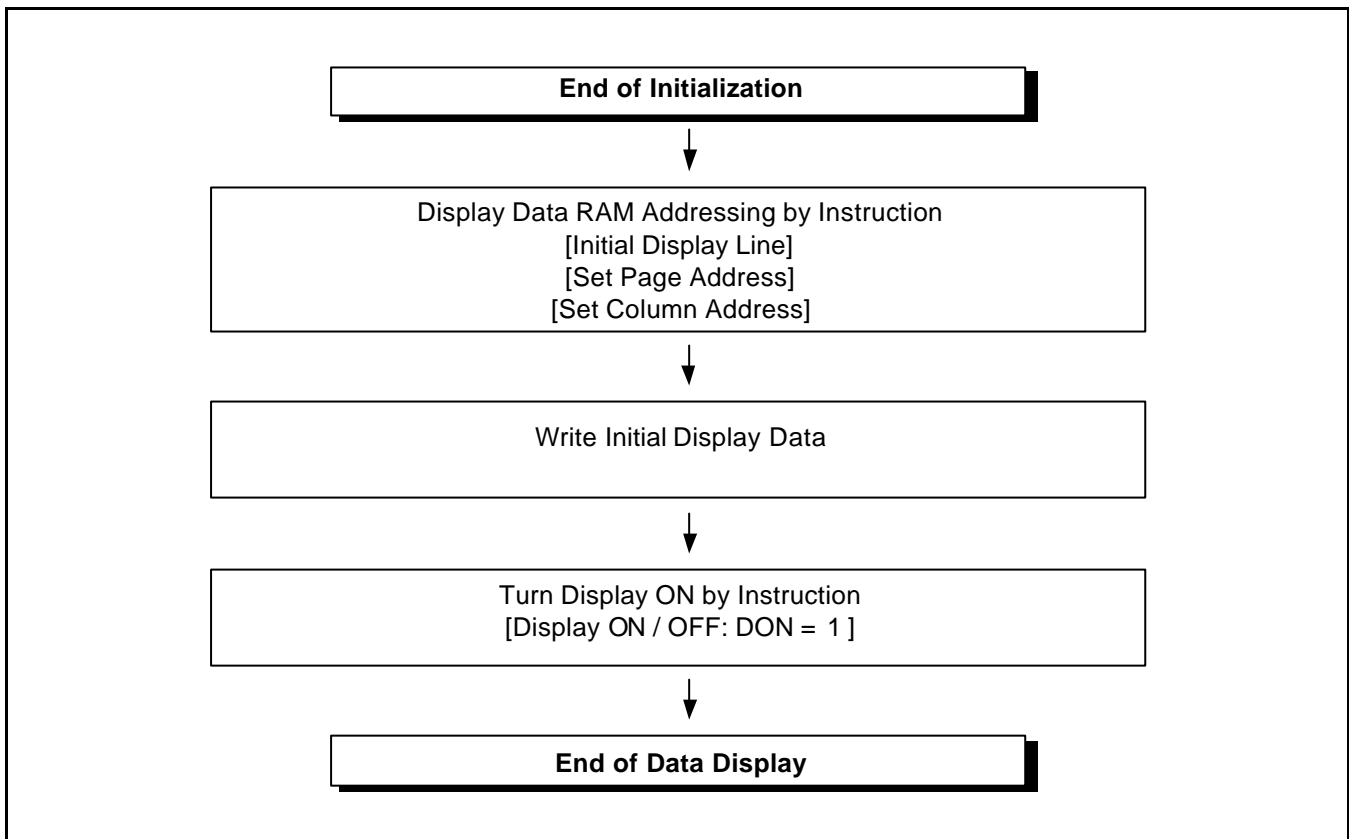 End of Initialization
Display Data RAM Addressing by Instruction
[Initial Display Line]
[Set Page Address]
[Set Column Address]
Write Initial Display Data
Turn Display ON by Instruction
[Display ON / OFF: DON = 1 ]
End of Data Display